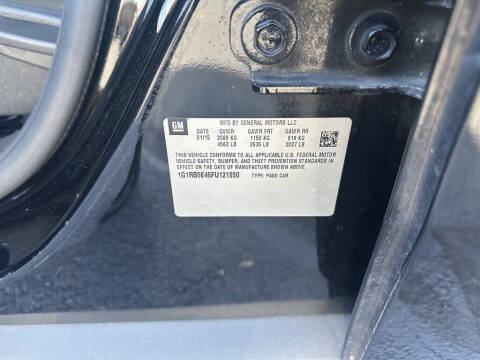 GM
MFD BY GENERAL MOTORS LLC
DATE GVWR GAWR FRT GAWR RR
01/15 2069 KG 1150 KG 919 KG
4562 LB 2535 LB 2027 LB
THIS VEHICLE CONFORMS TO ALL APPLICABLE U.S. FEDERAL MOTOR
VEHICLE SAFETY, BUMPER, AND THEFT PREVENTION STANDARDS IN
EFFECT ON THE DATE OF MANUFACTURE SHOWN ABOVE.
1G1RB6E46FU121030 TYPE: PASS CAR